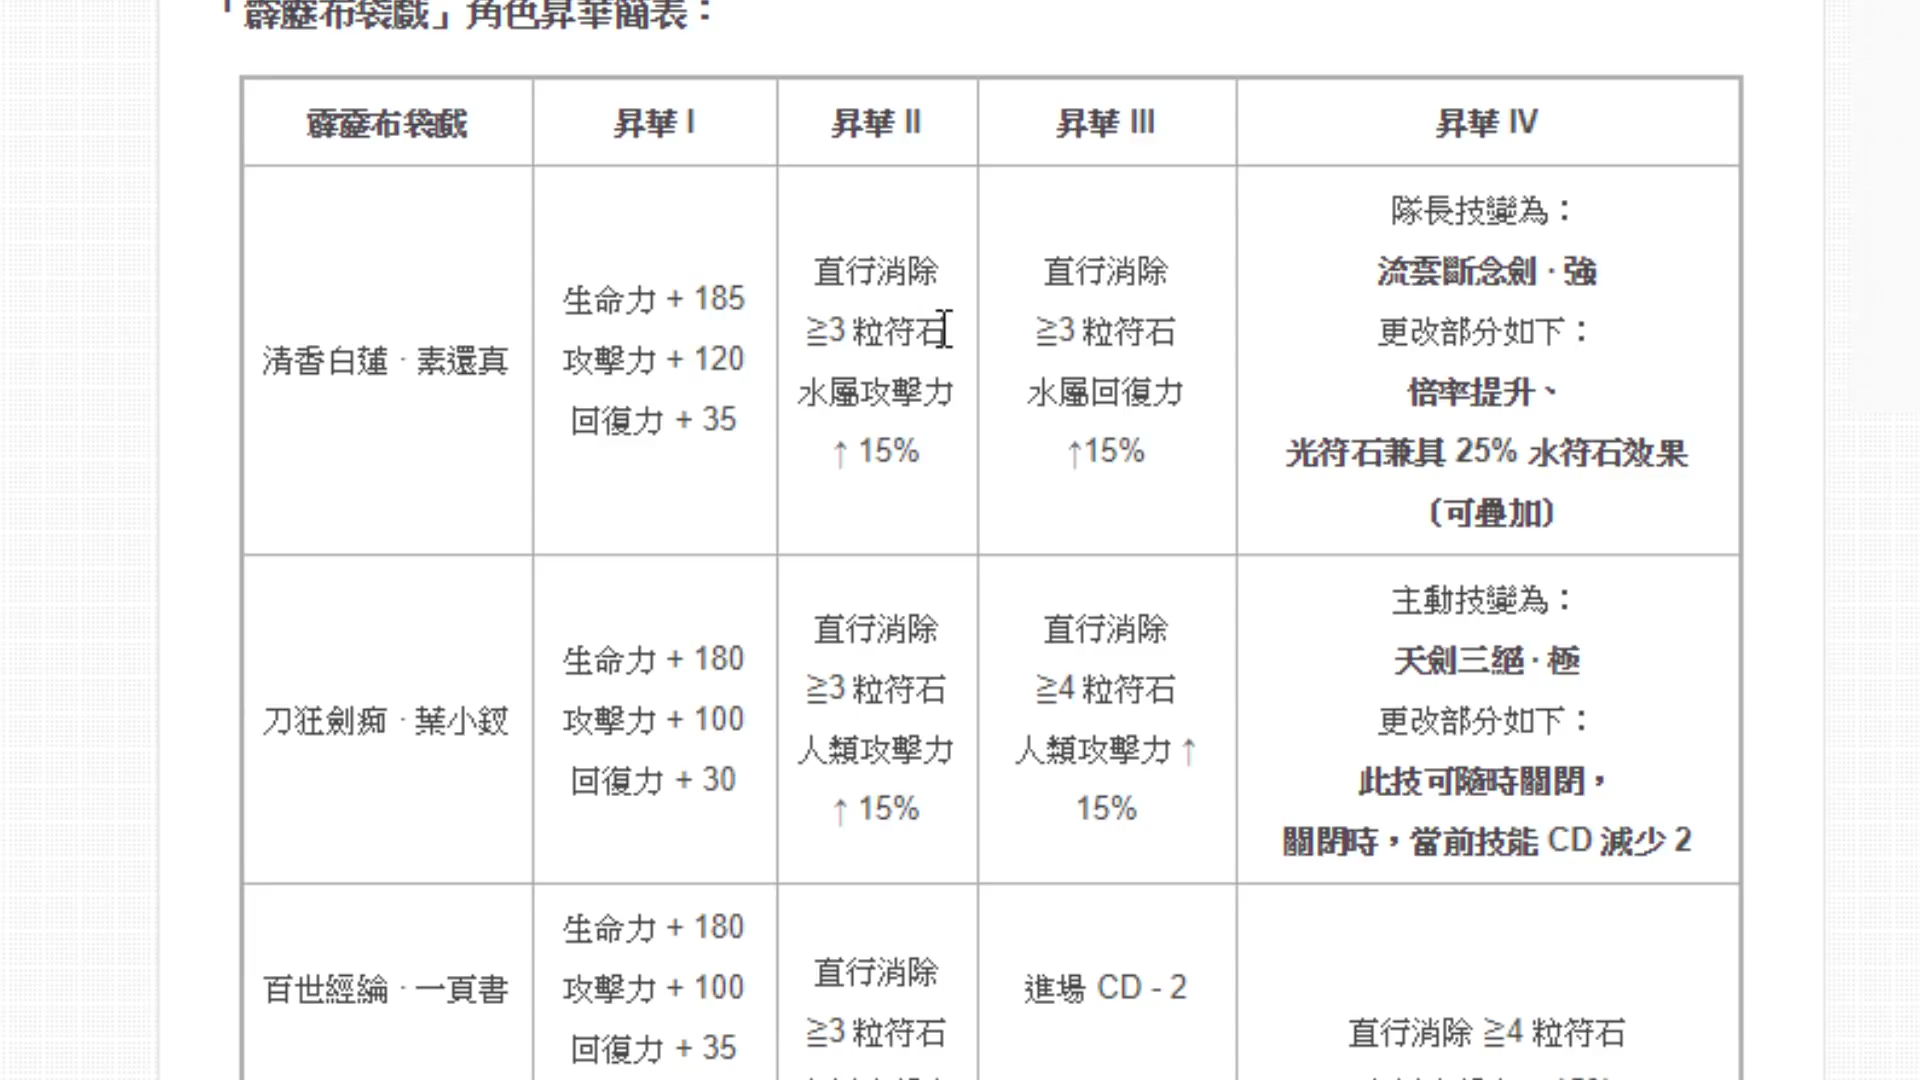 「霹靂布袋戲」角色昇華簡表：
霹靂布袋戲 昇華 I 昇華 II 昇華 III 昇華 IV
清香白蓮 · 素還真
生命力 + 185
攻擊力 + 120
回復力 + 35
直行消除
≧3 粒符石
水屬攻擊力
↑ 15%
直行消除
≧3 粒符石
水屬回復力
↑15%
隊長技變為：
流雲斷念劍 · 強
更改部分如下：
倍率提升、
光符石兼具 25% 水符石效果
（可疊加）
刀狂劍痴 · 葉小釵
生命力 + 180
攻擊力 + 100
回復力 + 30
直行消除
≧3 粒符石
人類攻擊力
↑ 15%
直行消除
≧4 粒符石
人類攻擊力 ↑
15%
主動技變為：
天劍三絕 · 極
更改部分如下：
此技可隨時關閉，
關閉時，當前技能 CD 減少 2
百世經綸 · 一頁書
生命力 + 180
攻擊力 + 100
回復力 + 35
直行消除
≧3 粒符石
進場 CD - 2
直行消除 ≧4 粒符石